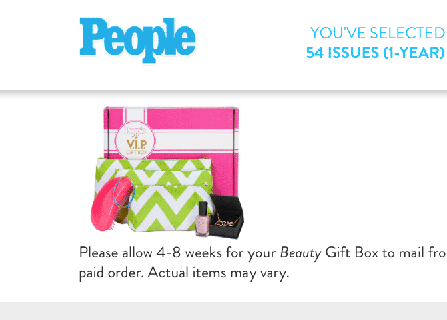 People
YOU'VE SELECTED
54 ISSUES (1-YEAR)
V.I.P
Please allow 4-8 weeks for your Beauty Gift Box to mail fro
paid order. Actual items may vary.